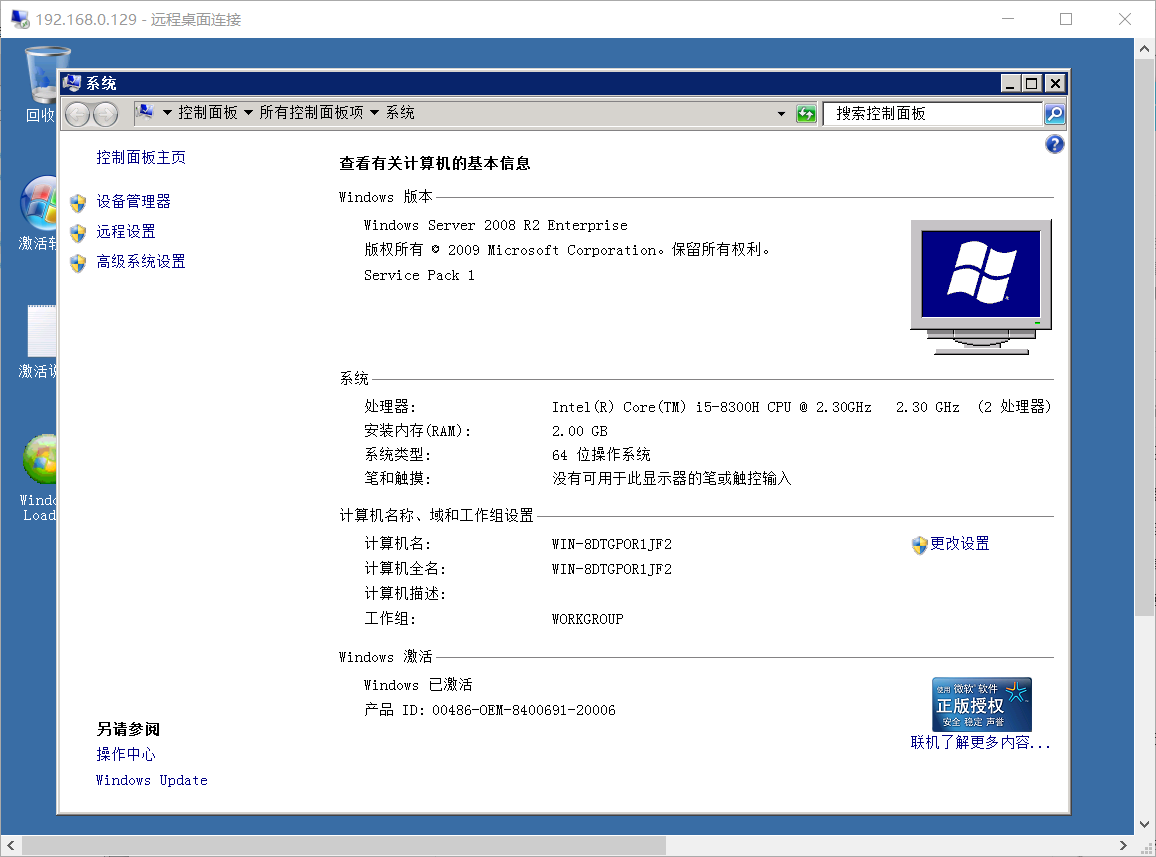 192.168.0.129 - 远程桌面连接
回收
系统
控制面板 所有控制面板项 系统
搜索控制面板
控制面板主页
设备管理器
远程设置
高级系统设置
激活
激活
Windo
Load
查看有关计算机的基本信息
Windows 版本
Windows Server 2008 R2 Enterprise
版权所有 © 2009 Microsoft Corporation。保留所有权利。
Service Pack 1
系统
处理器: Intel(R) Core(TM) i5-8300H CPU @ 2.30GHz 2.30 GHz (2 处理器)
安装内存(RAM): 2.00 GB
系统类型: 64 位操作系统
笔和触摸: 没有可用于此显示器的笔或触控输入
计算机名称、域和工作组设置
计算机名: WIN-8DTGPOR1JF2
更改设置
计算机全名: WIN-8DTGPOR1JF2
计算机描述:
工作组: WORKGROUP
Windows 激活
Windows 已激活
产品 ID: 00486-OEM-8400691-20006
使用 微软 软件
正版授权
安全 稳定 声誉
联机了解更多内容...
另请参阅
操作中心
Windows Update